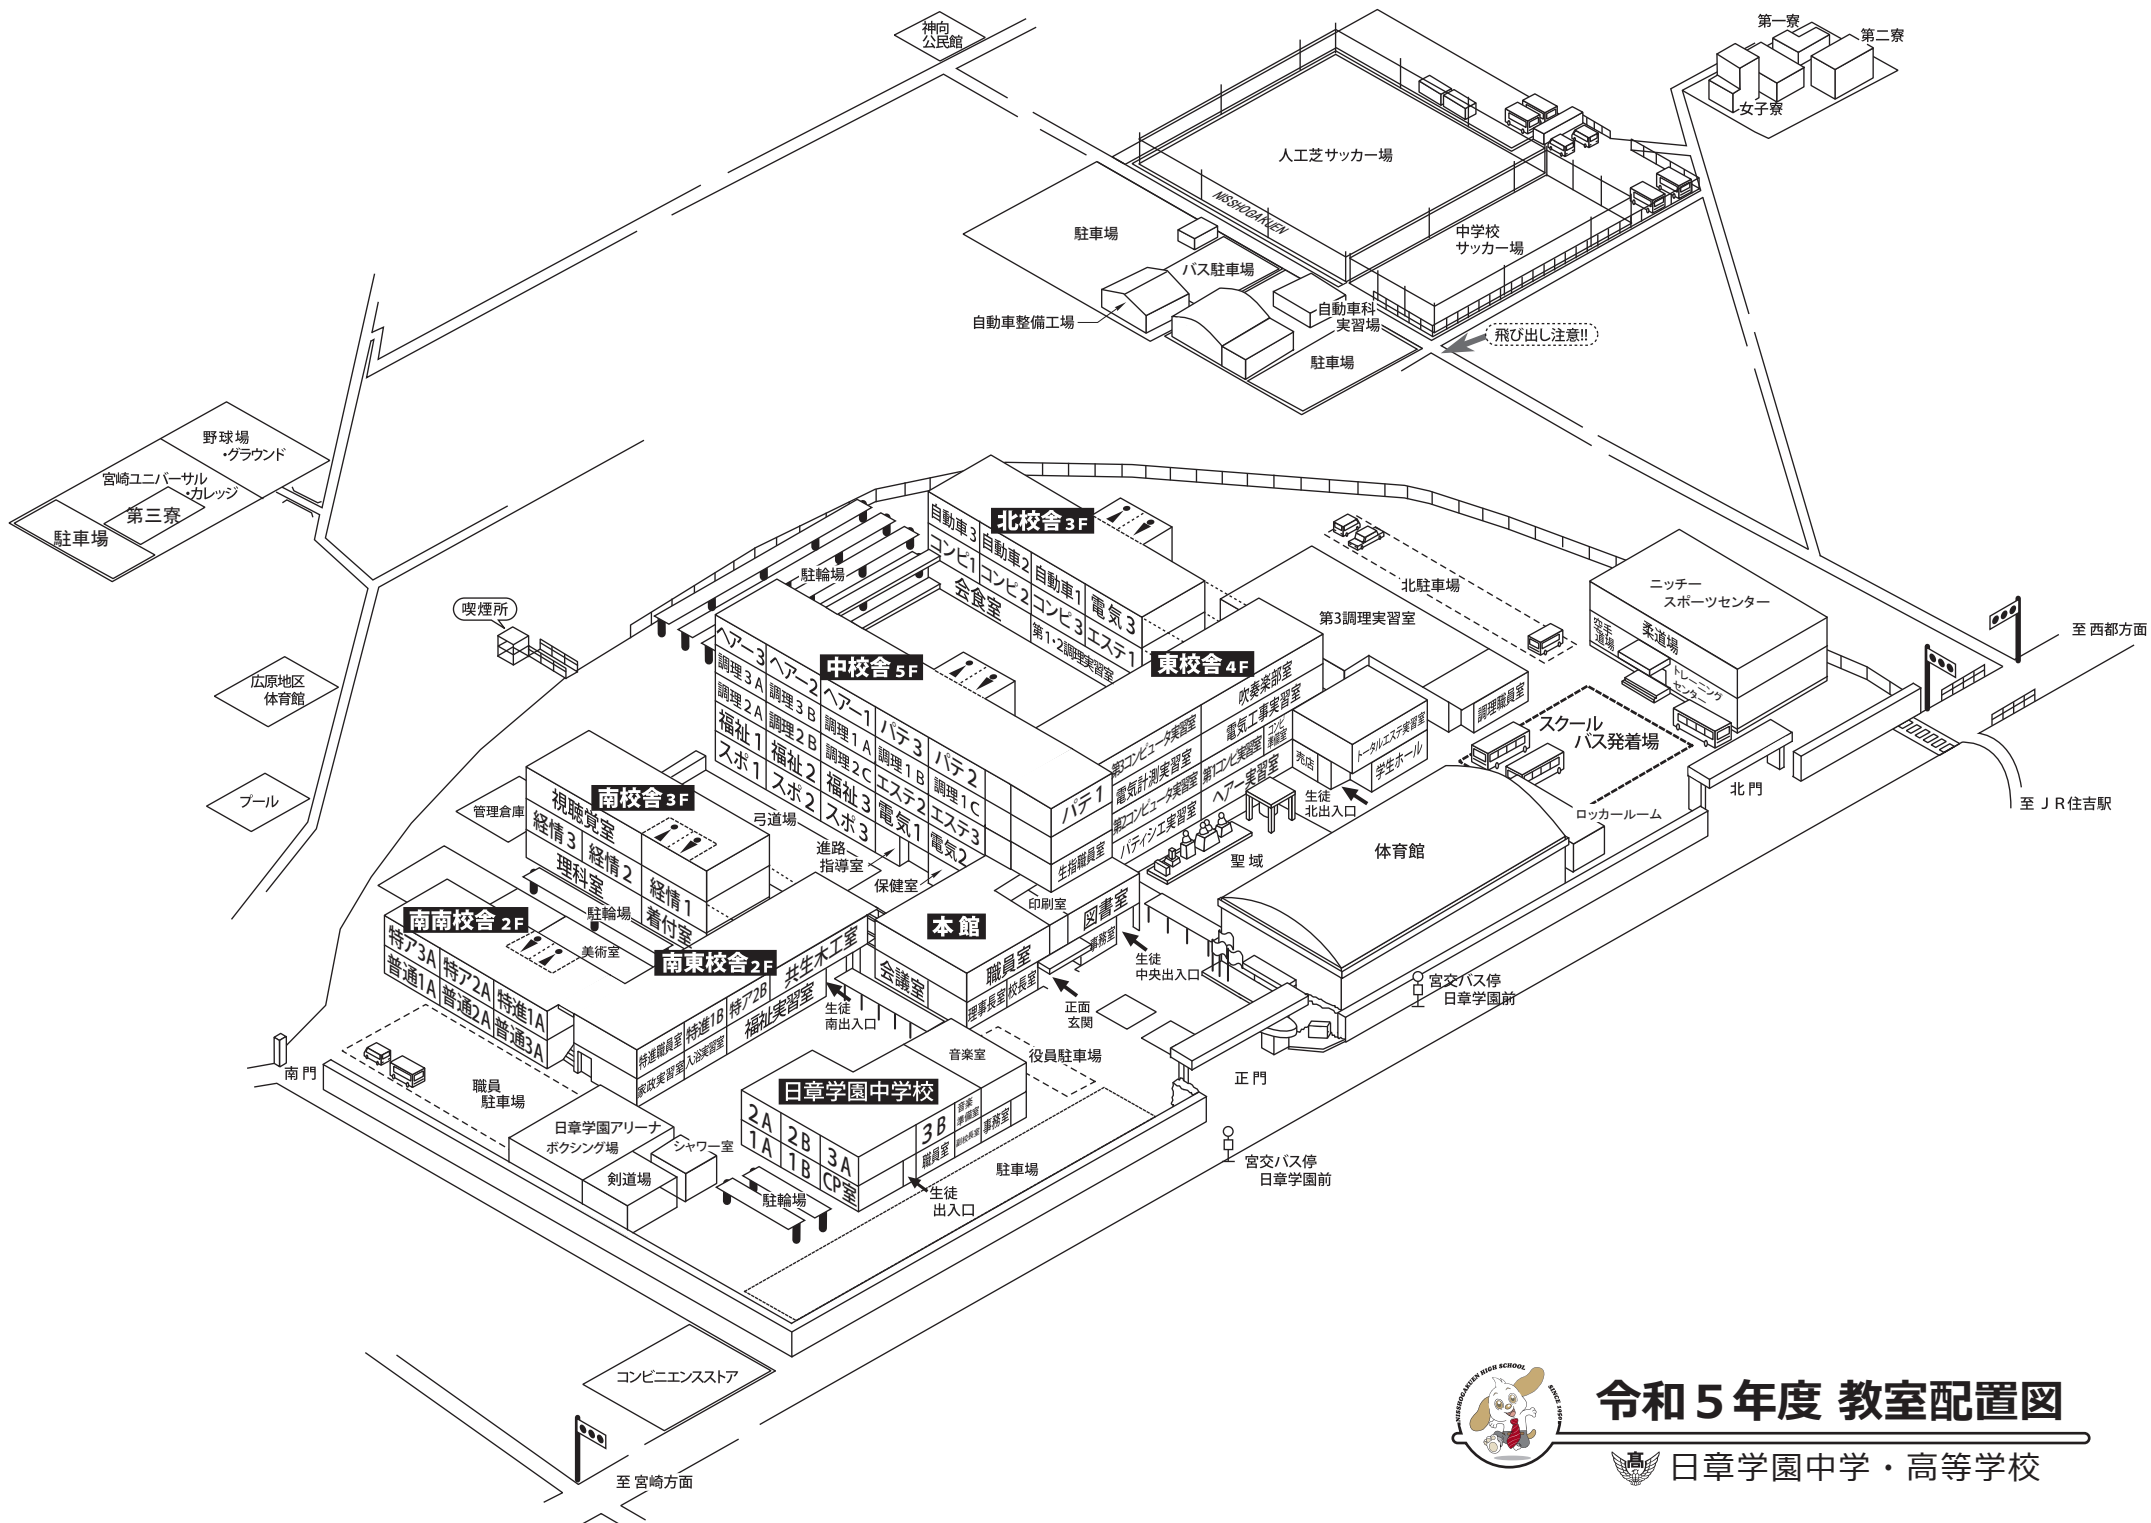 神向
公民館
第一寮
第二寮
女子寮
人工芝サッカー場
NISSHOGAKUEN
中学校
サッカー場
駐車場
バス駐車場
自動車整備工場
自動車科
実習場
駐車場
飛び出し注意!!
野球場
・グラウンド
宮崎ユニバーサル
・カレッジ
第三寮
駐車場
喫煙所
広原地区
体育館
プール
駐輪場
北校舎3F
自動車3
自動車2
自動車1
電気3
コンピ1
コンピ2
コンピ3
エステ1
会食室
第1・2調理実習室
北駐車場
第3調理実習室
調理職員室
ニッチー
スポーツセンター
空手
道場
柔道場
トレーニング
センター
至 西都方面
スクール
バス発着場
北門
至 JR住吉駅
ロッカールーム
中校舎5F
ヘアー3
ヘアー2
ヘアー1
パテ3
パテ2
パテ1
調理3A
調理3B
調理1A
調理1B
調理1C
調理2A
調理2B
調理2C
エステ2
エステ3
福祉1
福祉2
福祉3
電気1
電気2
スポ1
スポ2
スポ3
生指職員室
東校舎4F
吹奏楽部室
第3コンピュータ実習室
電気工事実習室
電気計測実習室
第1コンピ実習室
コンピ
準備室
第2コンピュータ実習室
ヘアー実習室
パティシエ実習室
売店
トータルエステ実習室
学生ホール
生徒
北出入口
聖域
体育館
南校舎3F
視聴覚室
経情3
経情2
経情1
理科室
着付室
管理倉庫
弓道場
進路
指導室
保健室
駐輪場
美術室
南南校舎2F
特ア3A
特ア2A
特進1A
普通1A
普通2A
普通3A
南東校舎2F
共生木工室
特進職員室
特進1B
特ア2B
家政実習室
入浴実習室
福祉実習室
本館
会議室
職員室
理事長室
校長室
印刷室
図書室
事務室
生徒
中央出入口
正面
玄関
生徒
南出入口
宮交バス停
日章学園前
正門
役員駐車場
南門
職員
駐車場
日章学園アリーナ
ボクシング場
シャワー室
剣道場
日章学園中学校
音楽室
2A
2B
3A
3B
音楽
準備室
1A
1B
CP室
職員室
副校長室
事務室
駐車場
駐輪場
生徒
出入口
宮交バス停
日章学園前
コンビニエンスストア
至 宮崎方面
NISSHOGAKUEN HIGH SCHOOL
SINCE 1950
令和5年度 教室配置図
髙
日章学園中学・高等学校